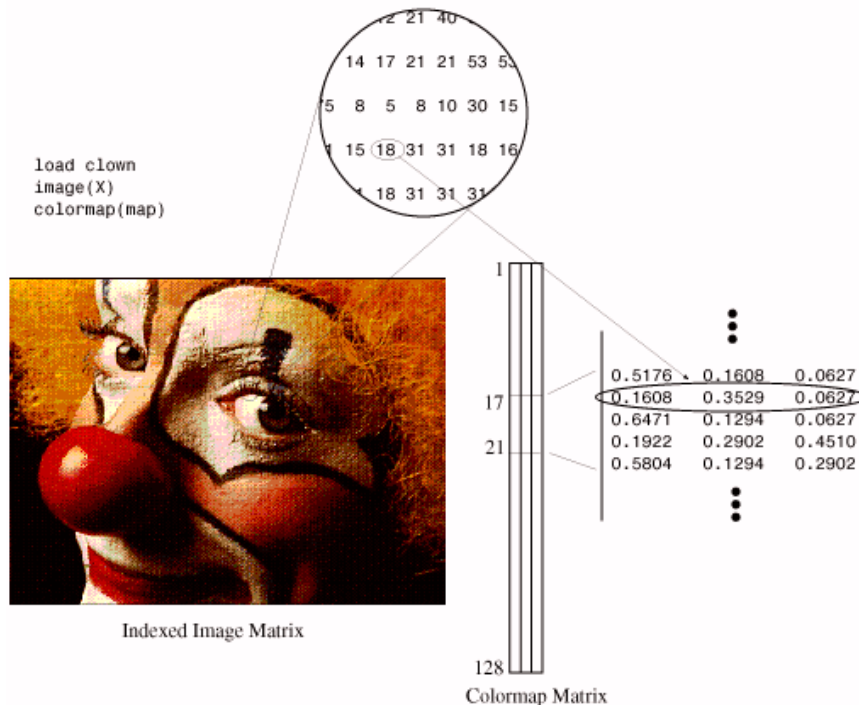 21 40
14 17 21 21 53
8 5 8 10 30 15
15 18 31 31 18 16
18 31 31 31
load clown
image(X)
colormap(map)
1
17
21
128
0.5176 0.1608 0.0627
0.1608 0.3529 0.0627
0.6471 0.1294 0.0627
0.1922 0.2902 0.4510
0.5804 0.1294 0.2902
Indexed Image Matrix
Colormap Matrix